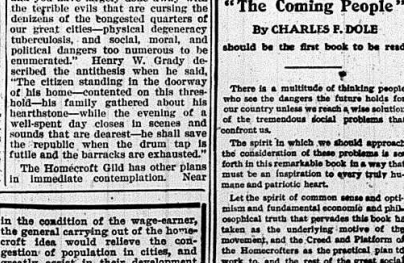 the terrible evils that are cursing the
denizens of the congested quarters of
our great cities—physical degeneracy
tuberculosis, and social, moral, and
political dangers too numerous to be
enumerated." Henry W. Grady de-
scribed the antithesis when he said,
"The citizen standing in the doorway
of his home—contented on this thres-
hold—his family gathered about his
hearthstone—while the evening of a
well-spent day closes in scenes and
sounds that are dearest—he shall save
the republic when the drum tap is
futile and the barracks are exhausted."
The Homecroft Gild has other plans
in immediate contemplation. Near
in the condition of the wage-earner,
the general carrying out of the home-
croft idea would relieve the con-
gestion of population in cities, and
greatly assist in their development
"The Coming People"
By CHARLES F. DOLE
should be the first book to be read
There is a multitude of thinking people
who see the dangers the future holds for
our country unless we reach a wise solution
of the tremendous social problems that
confront us.
The spirit in which we should approach
the consideration of these problems is set
forth in this remarkable book in a way that
must be an inspiration to every truly hu-
mane and patriotic heart.
Let the spirit of common sense and opti-
mism and fundamental economic and phil-
osophical truth that pervades this book be
taken as the underlying motive of the
movement, and the Creed and Platform of
the Homecrofters as the practical plan to
work to, and the rest of the great social